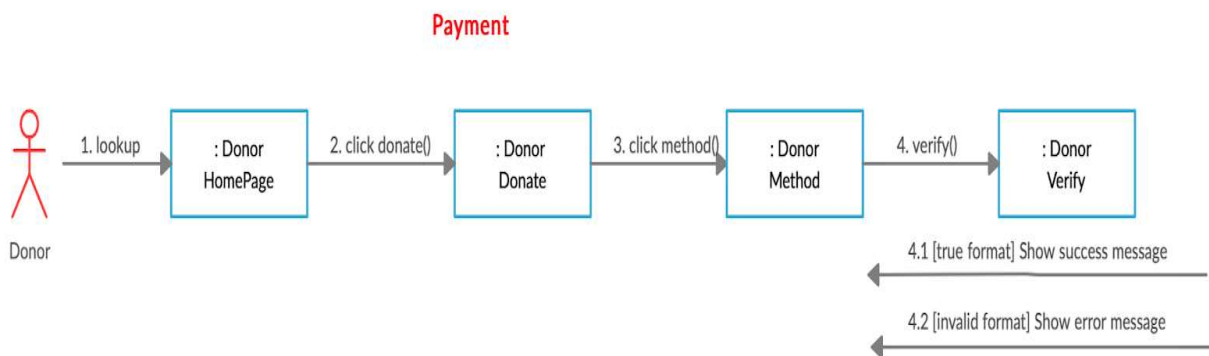 Payment
1. lookup
: Donor
HomePage
2. click donate()
: Donor
Donate
3. click method()
: Donor
Method
4. verify()
: Donor
Verify
Donor
4.1 [true format] Show success message
4.2 [invalid format] Show error message